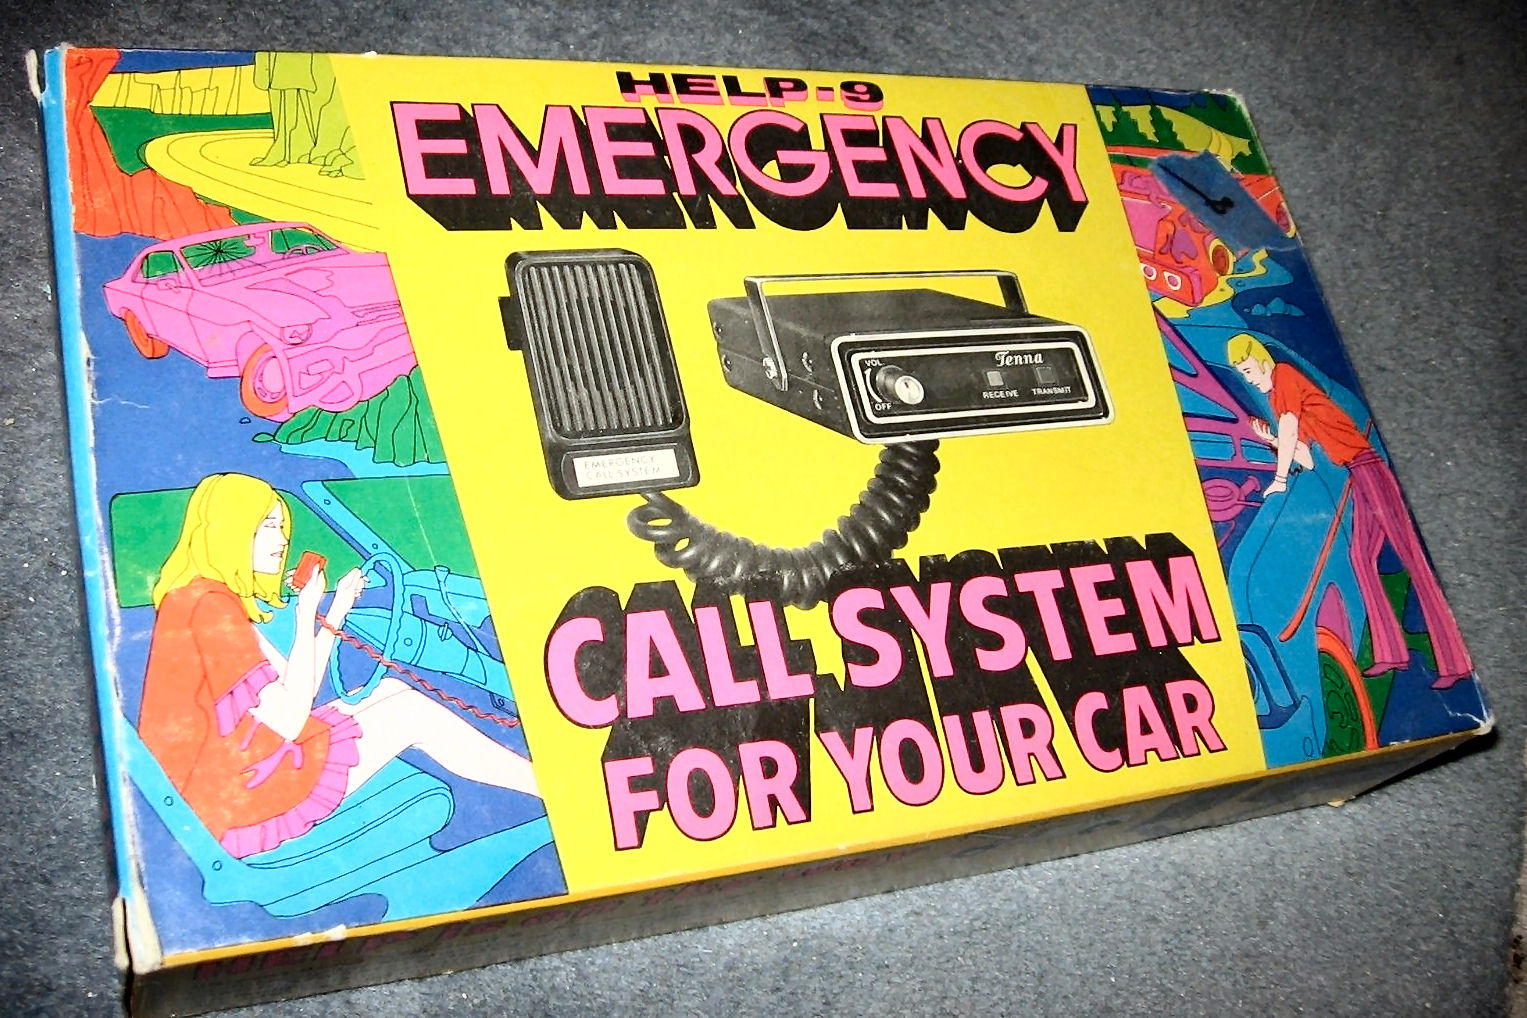 HELP-9
EMERGENCY
VOL
OFF
Tenna
RECEIVE
TRANSMIT
EMERGENCY
CALL SYSTEM
CALL SYSTEM
FOR YOUR CAR